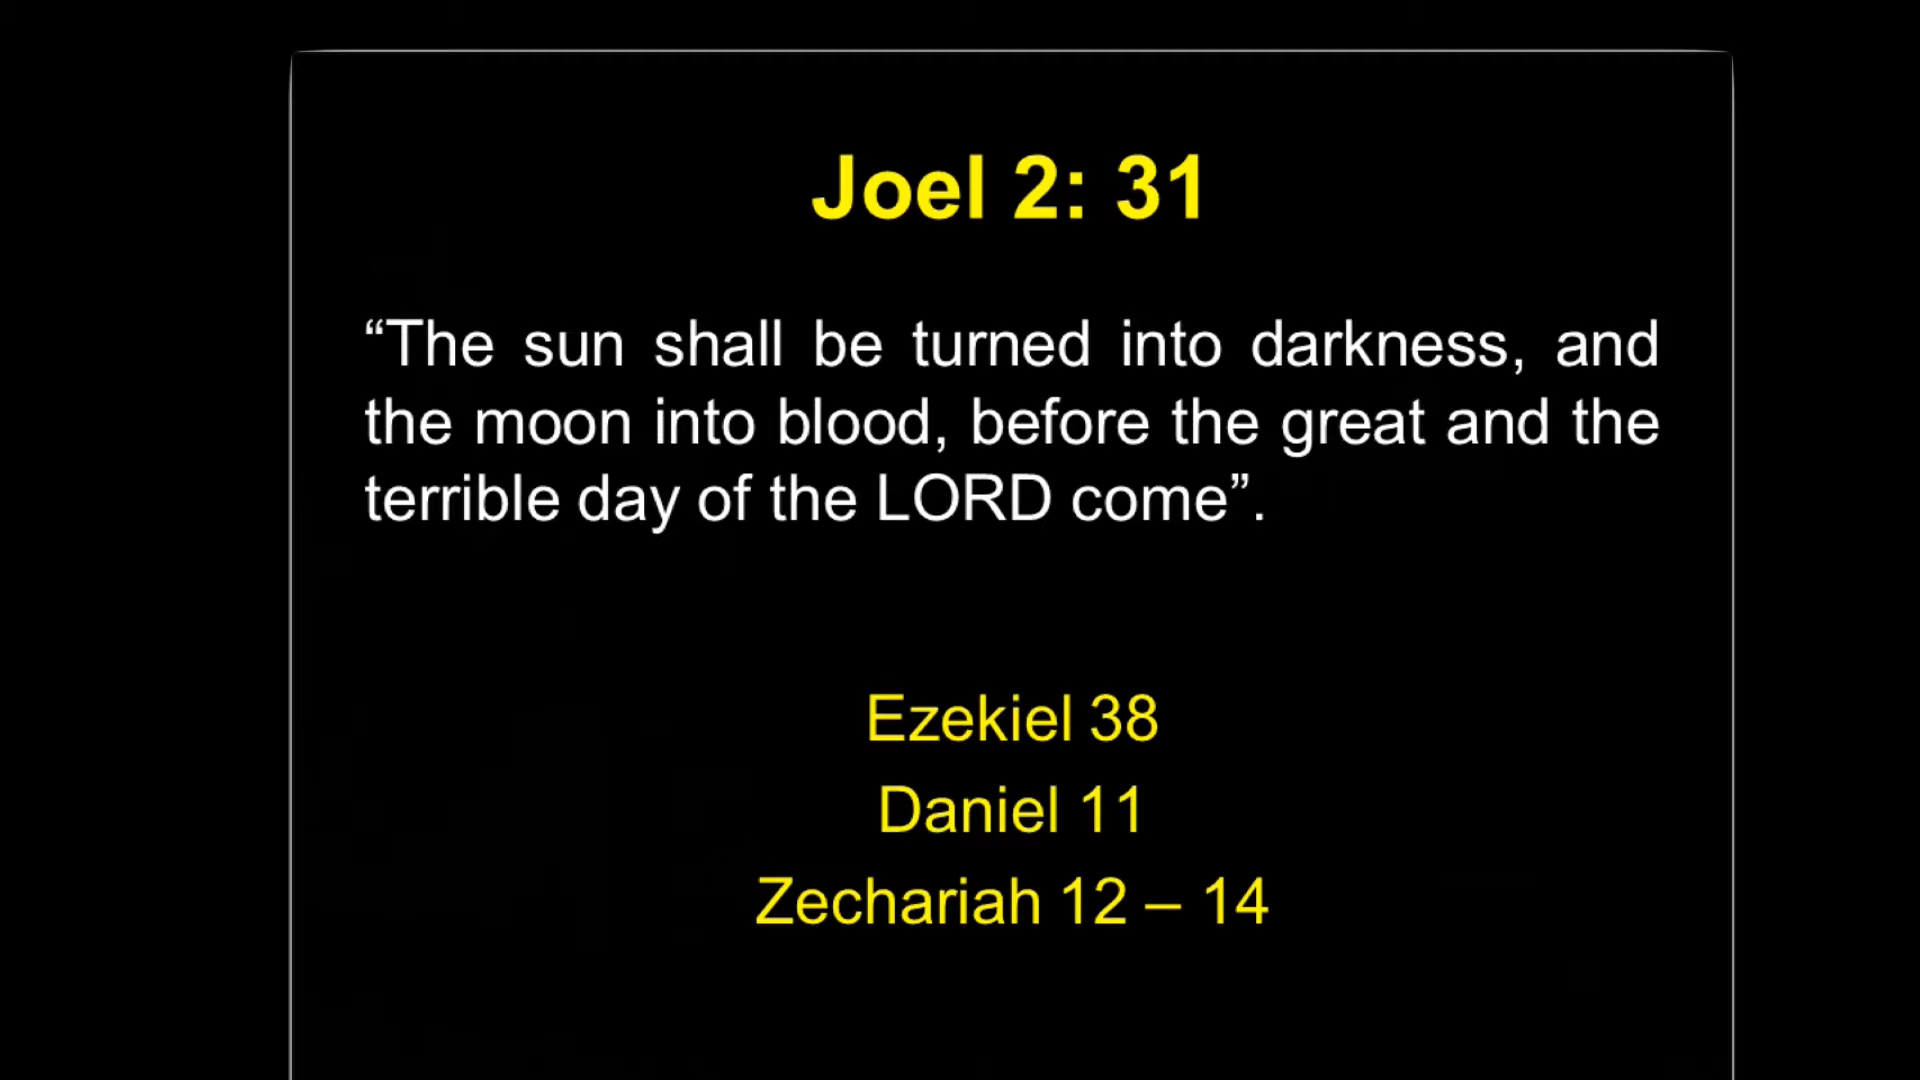 Joel 2: 31
“The sun shall be turned into darkness, and
the moon into blood, before the great and the
terrible day of the LORD come”.
Ezekiel 38
Daniel 11
Zechariah 12 – 14